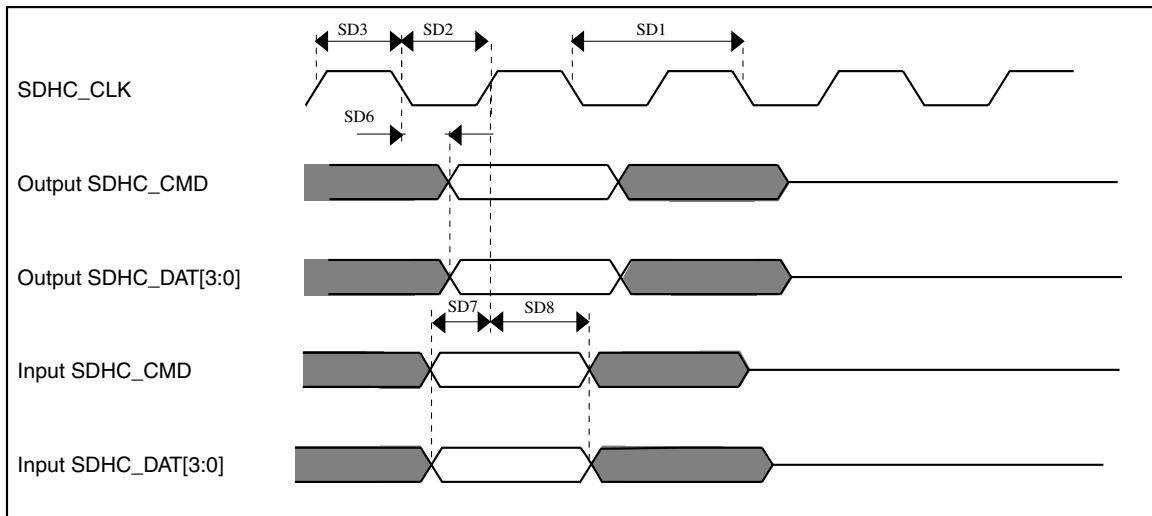 SD3
SD2
SD1
SDHC_CLK
SD6
Output SDHC_CMD
Output SDHC_DAT[3:0]
SD7
SD8
Input SDHC_CMD
Input SDHC_DAT[3:0]